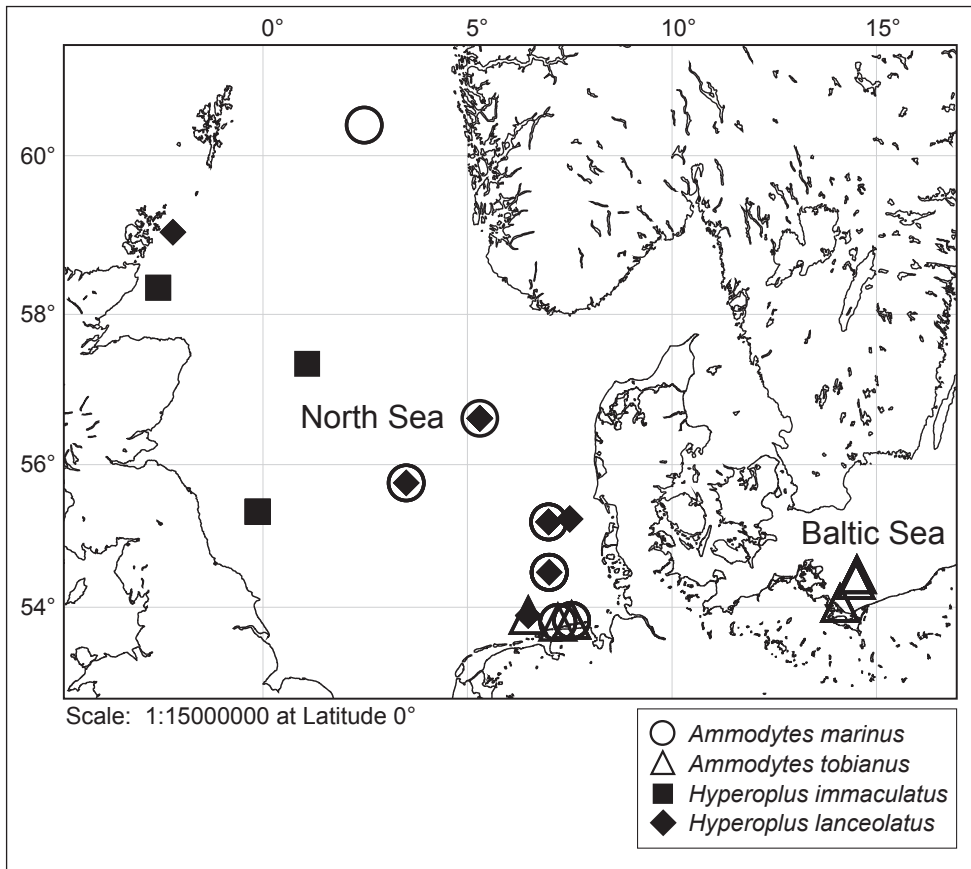 0° 5° 10° 15°
60°
58°
North Sea
56°
Baltic Sea
54°
Scale: 1:15000000 at Latitude 0°
Ammodytes marinus
Ammodytes tobianus
Hyperoplus immaculatus
Hyperoplus lanceolatus